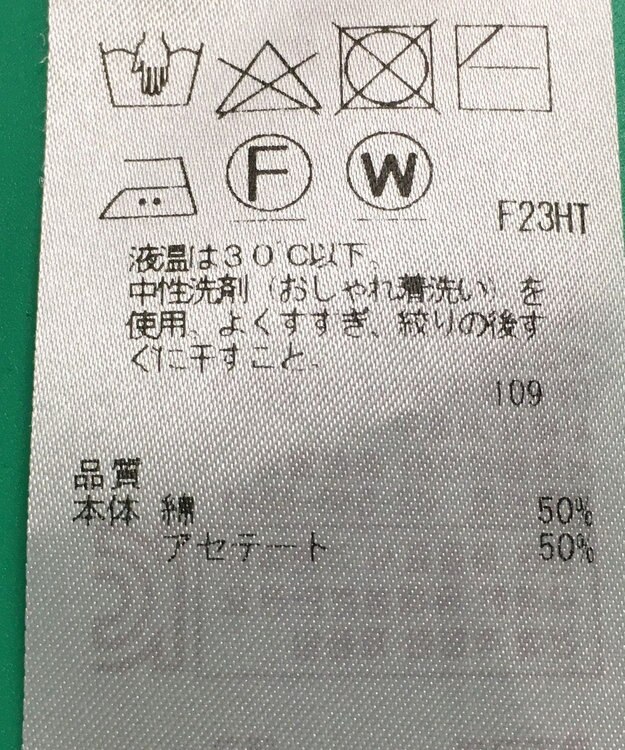 F W
F23HT
液温は30℃以下、
中性洗剤（おしゃれ着洗い）を
使用、よくすすぎ、絞りの後す
ぐに干すこと。
109
品質
本体 綿 50%
アセテート 50%